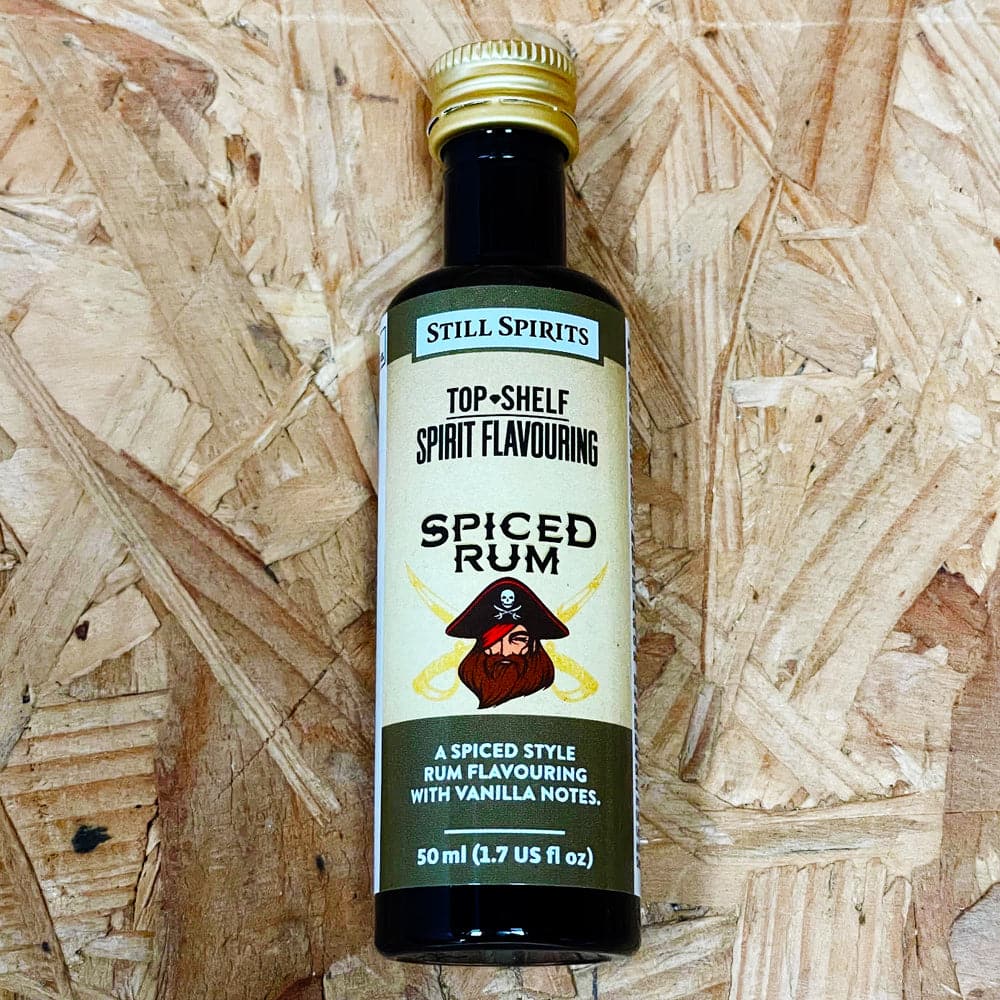 STILL SPIRITS
TOP SHELF
SPIRIT FLAVOURING
SPICED
RUM
A SPICED STYLE
RUM FLAVOURING
WITH VANILLA NOTES.
50 ml (1.7 US fl oz)